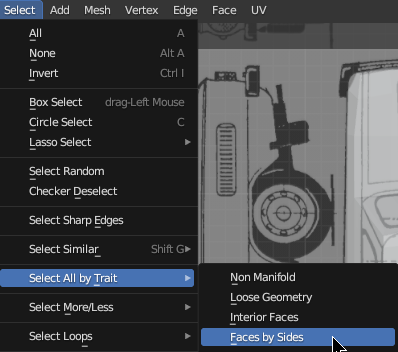 Select Add Mesh Vertex Edge Face UV
All A
None Alt A
Invert Ctrl I
Box Select drag-Left Mouse
Circle Select C
Lasso Select
Select Random
Checker Deselect
Select Sharp Edges
Select Similar Shift G
Select All by Trait
Non Manifold
Loose Geometry
Interior Faces
Faces by Sides
Select More/Less
Select Loops